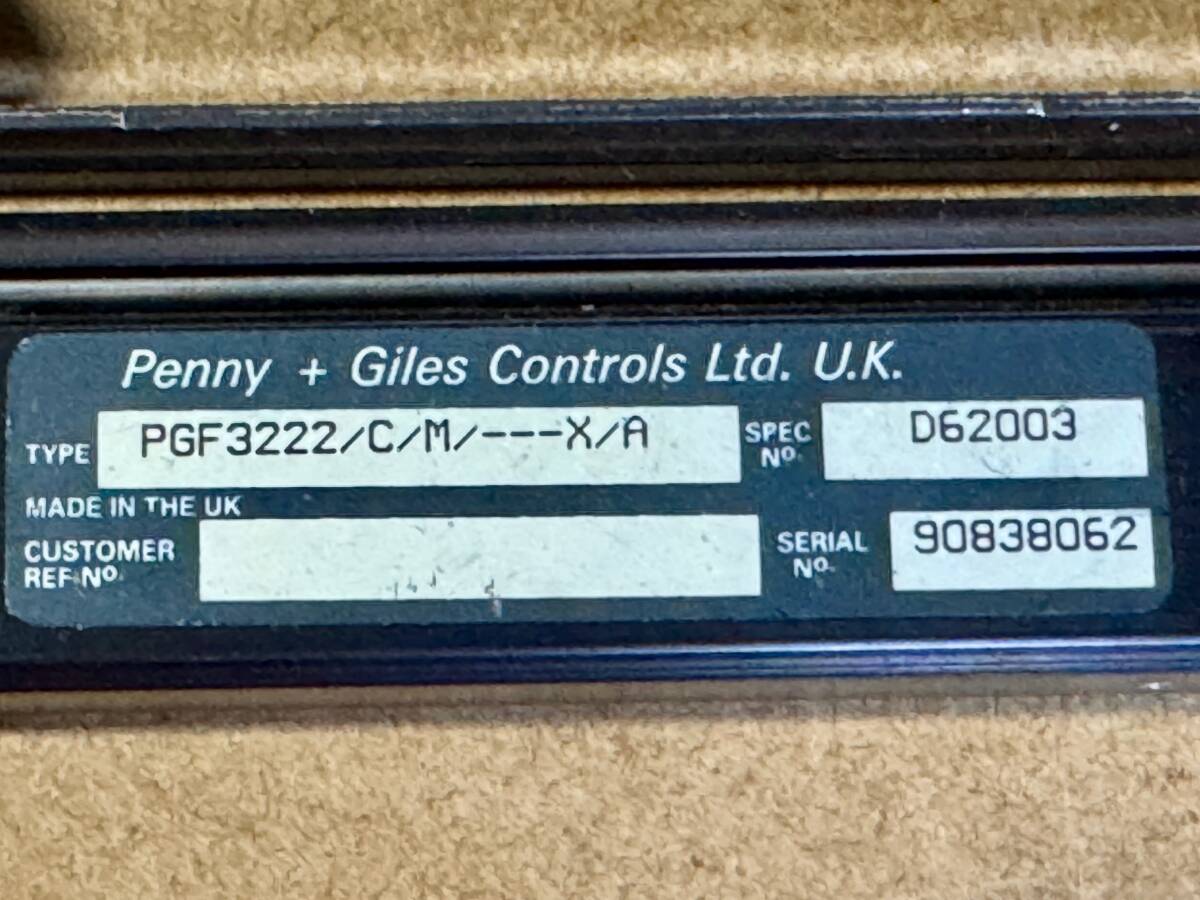 Penny + Giles Controls Ltd. U.K.
TYPE PGF3222/C/M/---X/A SPEC Nº. D62003
MADE IN THE UK
CUSTOMER REF Nº. SERIAL Nº. 90838062